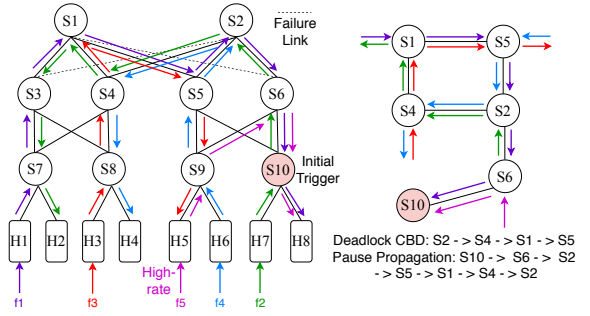 S1
S2
Failure
Link
S3
S4
S5
S6
S7
S8
S9
S10
Initial
Trigger
H1
H2
H3
H4
H5
H6
H7
H8
High-
rate
f1
f3
f5
f4
f2
S1
S5
S4
S2
S6
S10
Deadlock CBD: S2 -> S4 -> S1 -> S5
Pause Propagation: S10 -> S6 -> S2
-> S5 -> S1 -> S4 -> S2